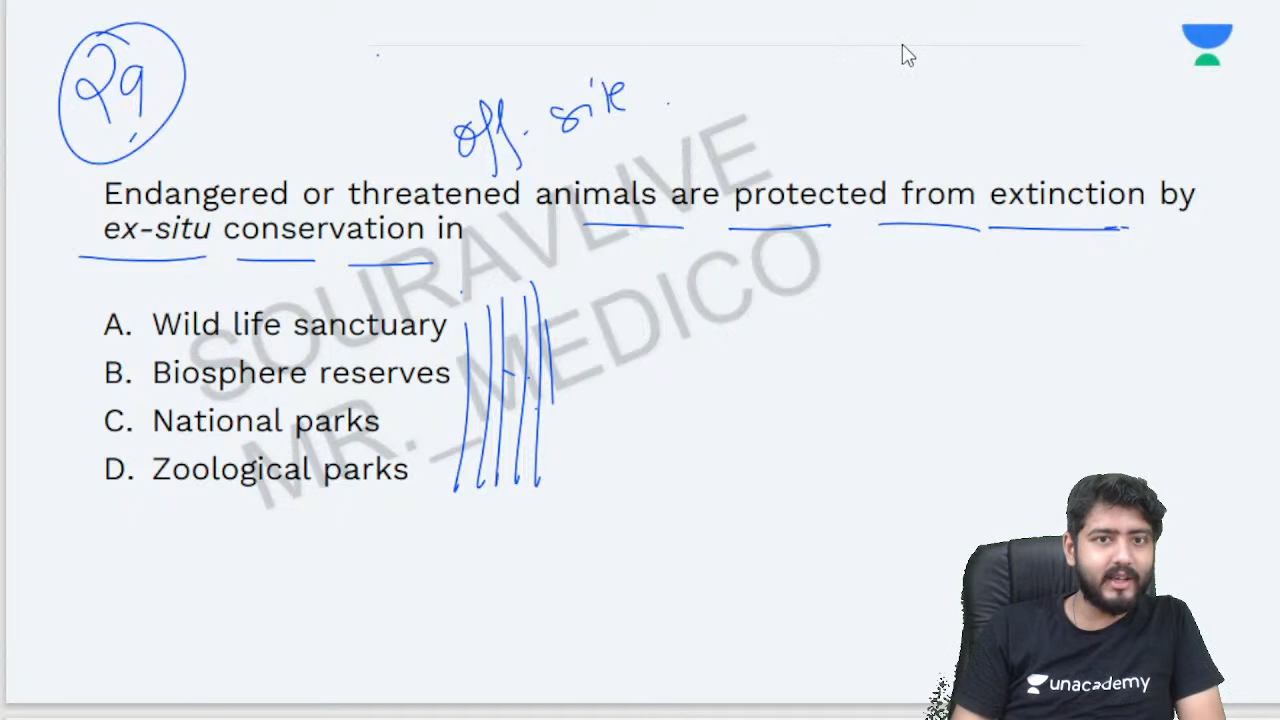 29
off. site
Endangered or threatened animals are protected from extinction by
ex-situ conservation in
A. Wild life sanctuary
B. Biosphere reserves
C. National parks
D. Zoological parks
SOURAVLIVE
MR._MEDICO
unacademy